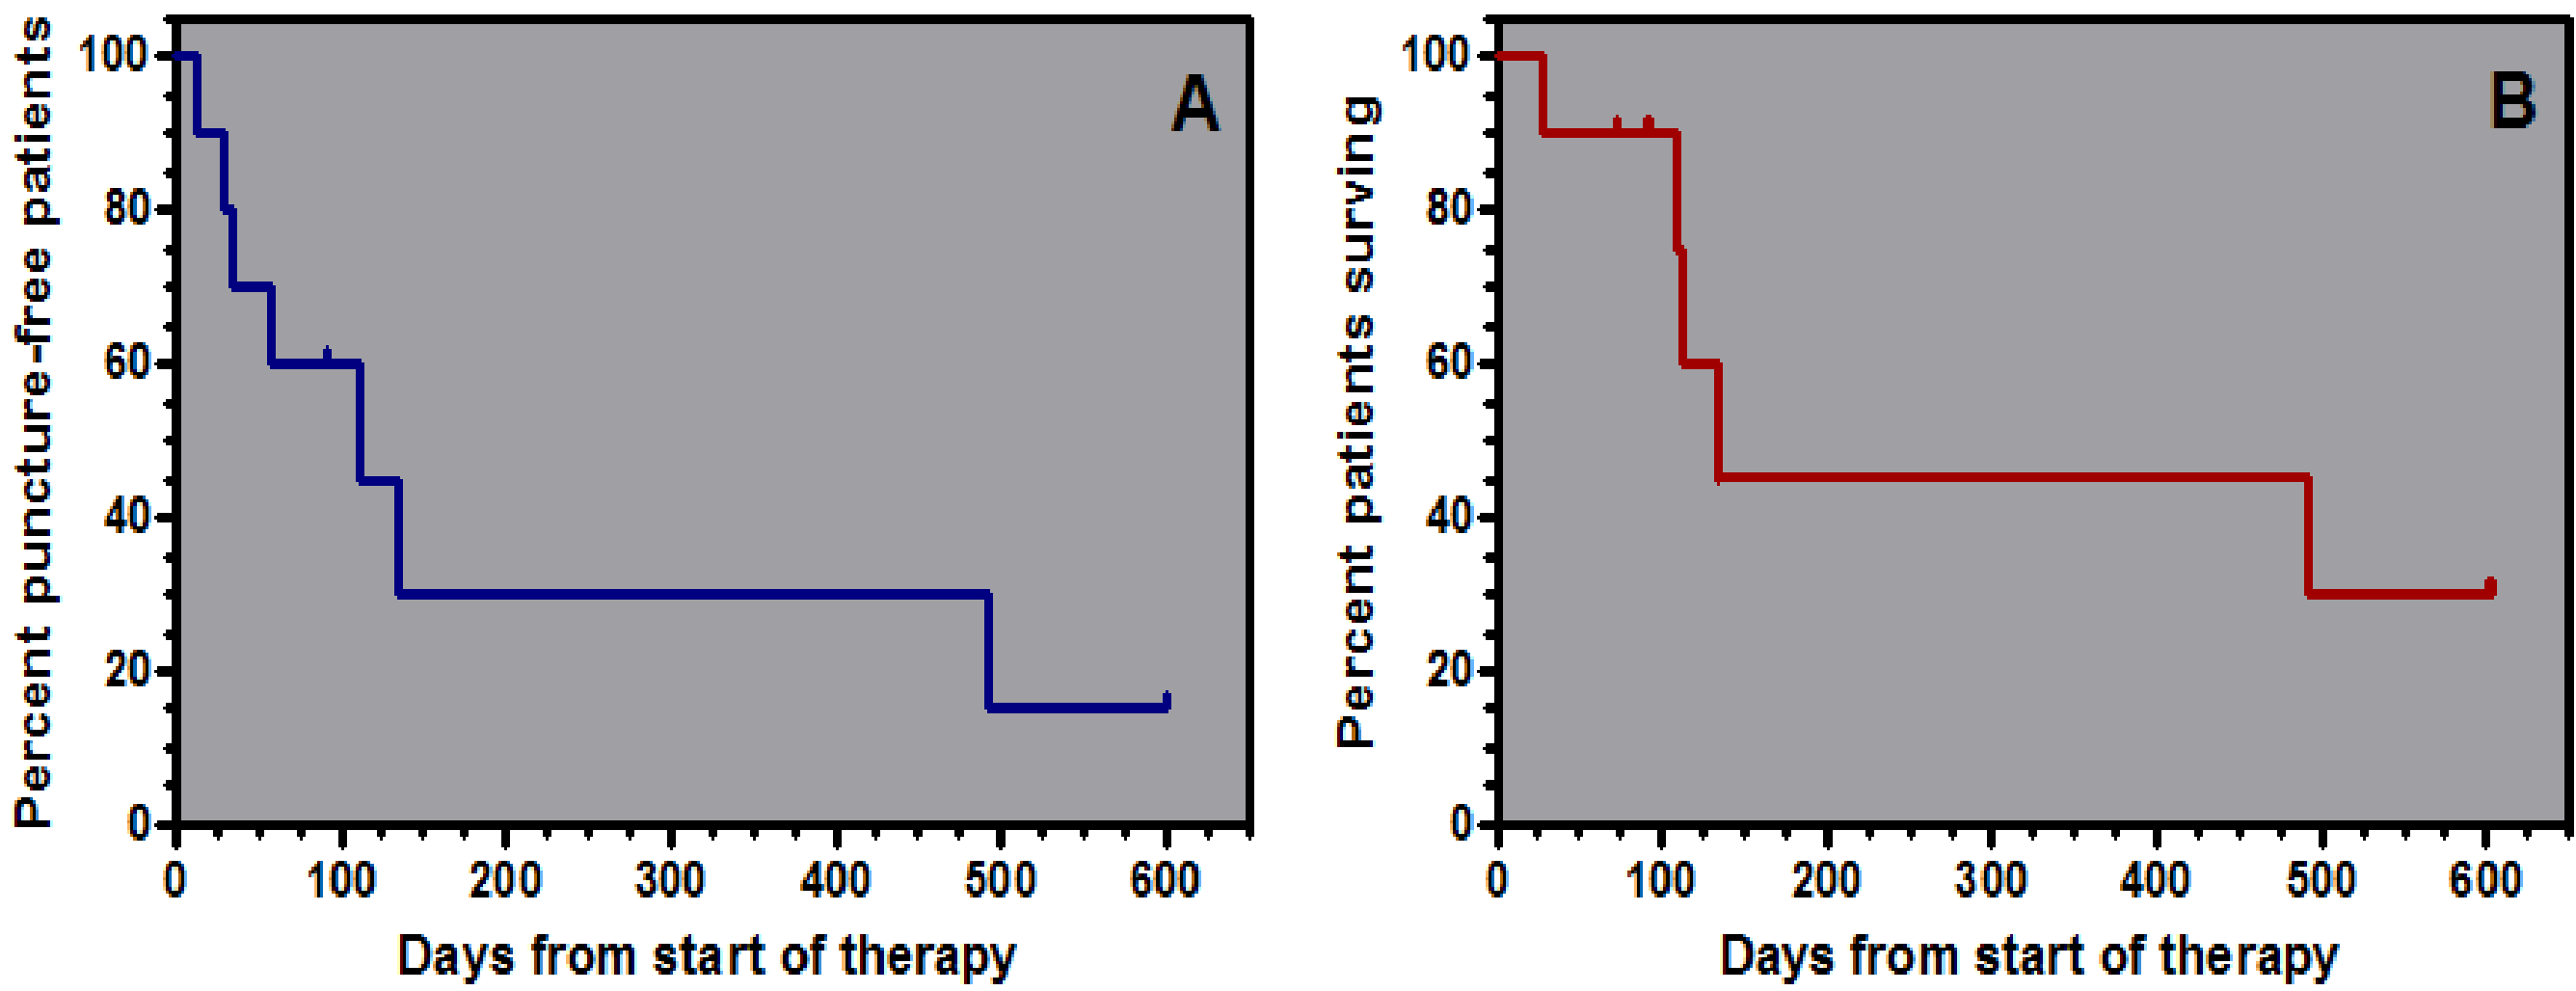 Percent puncture-free patients
100
80
60
40
20
0
A
0 100 200 300 400 500 600
Days from start of therapy
Percent patients surving
100
80
60
40
20
0
B
0 100 200 300 400 500 600
Days from start of therapy